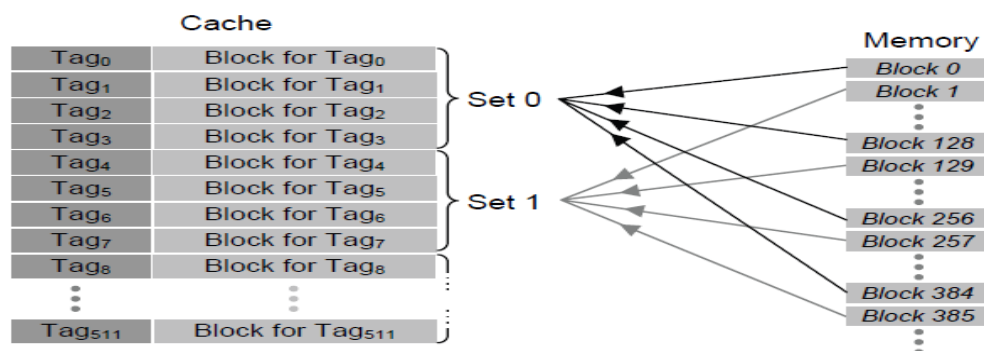 Cache
Memory
Tag0 Block for Tag0
Tag1 Block for Tag1
Tag2 Block for Tag2
Tag3 Block for Tag3
Set 0
Tag4 Block for Tag4
Tag5 Block for Tag5
Tag6 Block for Tag6
Tag7 Block for Tag7
Set 1
Tag8 Block for Tag8
Tag511 Block for Tag511
Block 0
Block 1
Block 128
Block 129
Block 256
Block 257
Block 384
Block 385